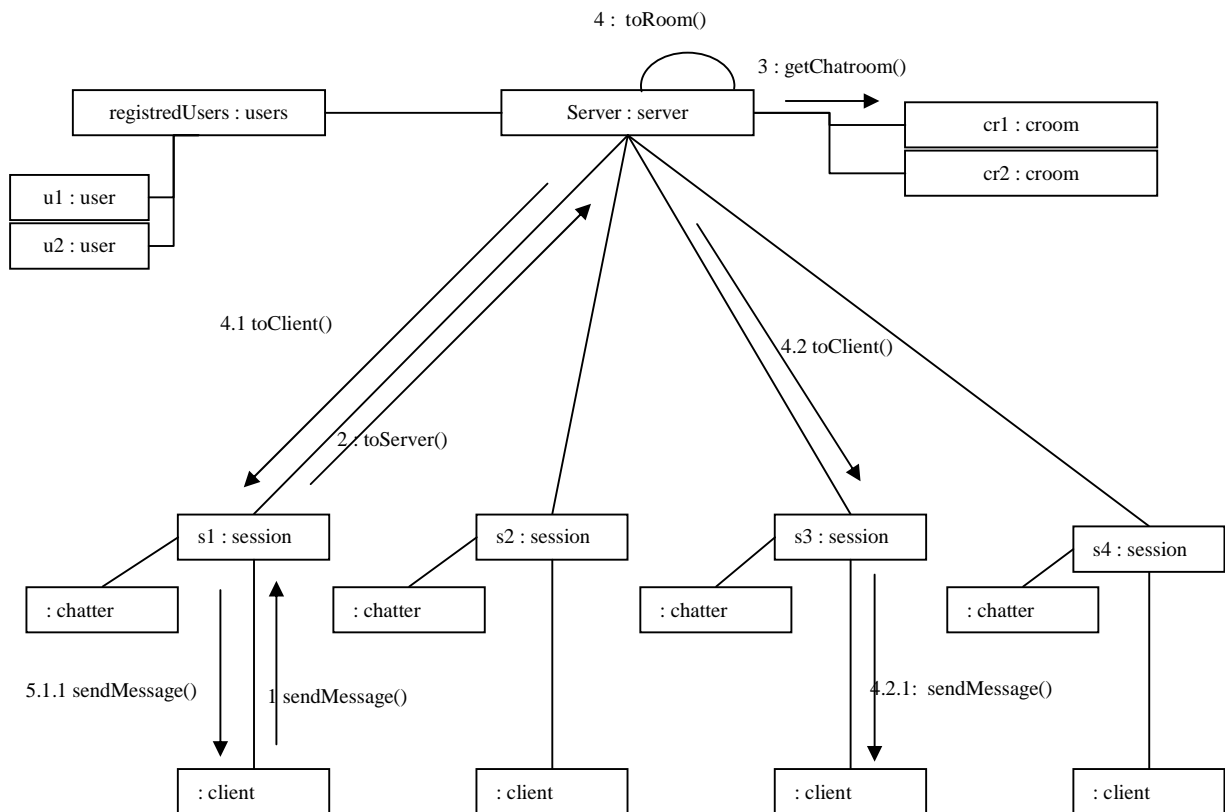 4 : toRoom()
3 : getChatroom()
registredUsers : users
Server : server
cr1 : croom
cr2 : croom
u1 : user
u2 : user
4.1 toClient()
4.2 toClient()
2 : toServer()
s1 : session
s2 : session
s3 : session
s4 : session
: chatter
: chatter
: chatter
: chatter
5.1.1 sendMessage()
1 sendMessage()
4.2.1: sendMessage()
: client
: client
: client
: client